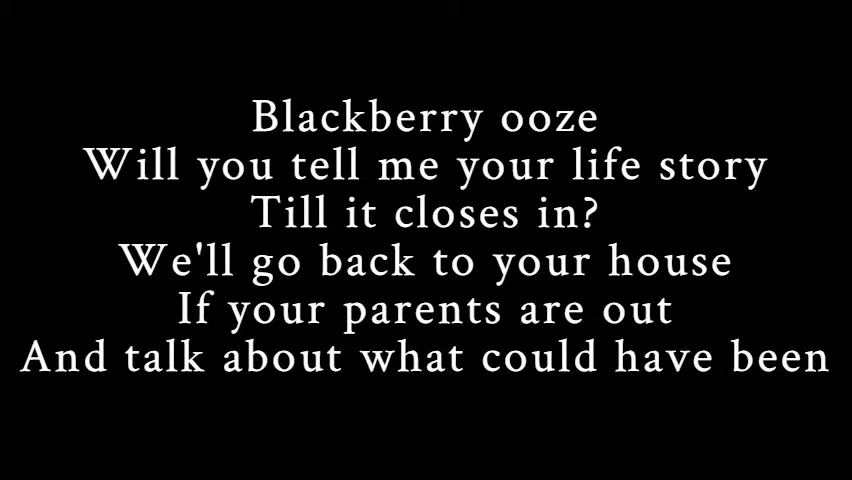 Blackberry ooze
Will you tell me your life story
Till it closes in?
We'll go back to your house
If your parents are out
And talk about what could have been